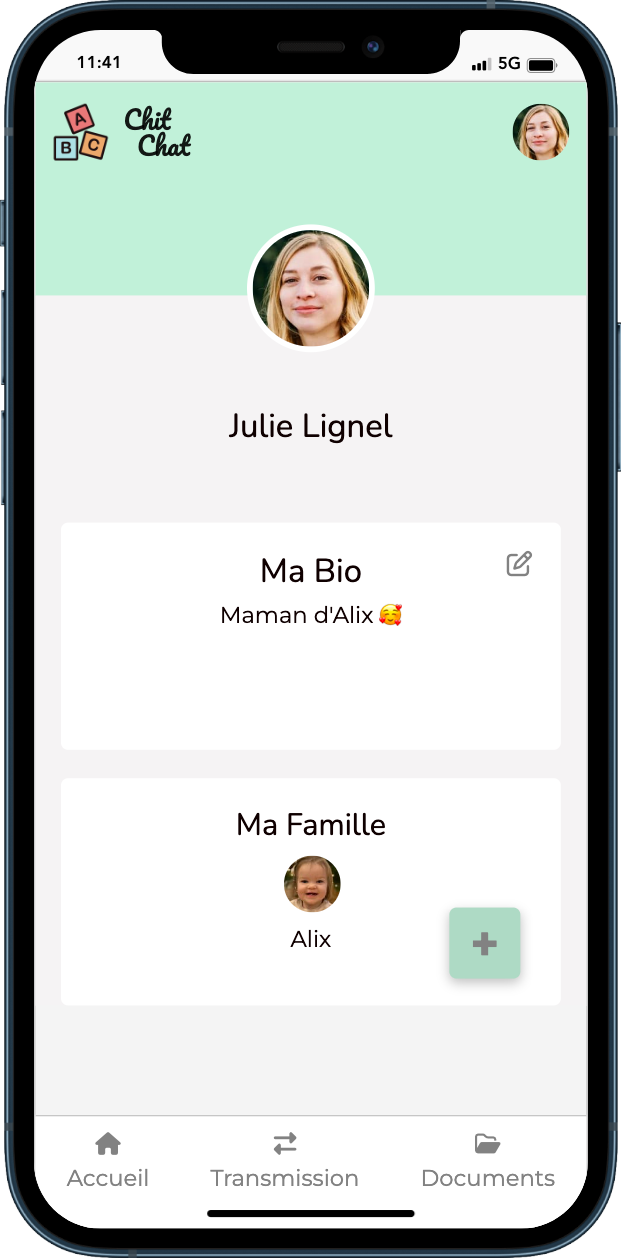 11:41
5G
A
B C
Chit
Chat
Julie Lignel
Ma Bio
Maman d'Alix 🥰
Ma Famille
Alix
Accueil Transmission Documents